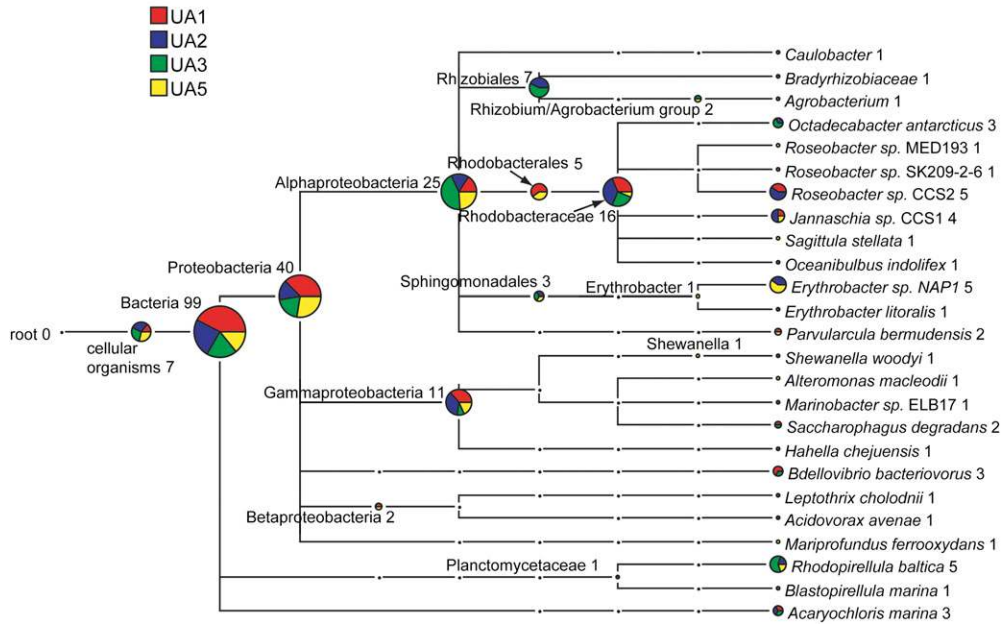 UA1
UA2
UA3
UA5
Caulobacter 1
Rhizobiales 7
Bradyrhizobiaceae 1
Rhizobium/Agrobacterium group 2
Agrobacterium 1
Octadecabacter antarcticus 3
Roseobacter sp. MED193 1
Rhodobacterales 5
Roseobacter sp. SK209-2-6 1
Alphaproteobacteria 25
Roseobacter sp. CCS2 5
Rhodobacteraceae 16
Jannaschia sp. CCS1 4
Sagittula stellata 1
Oceanibulbus indolifex 1
Proteobacteria 40
Sphingomonadales 3
Erythrobacter 1
Erythrobacter sp. NAP1 5
Bacteria 99
Erythrobacter litoralis 1
root 0
Parvularcula bermudensis 2
cellular
organisms 7
Shewanella 1
Shewanella woodyi 1
Alteromonas macleodii 1
Gammaproteobacteria 11
Marinobacter sp. ELB17 1
Saccharophagus degradans 2
Hahella chejuensis 1
Bdellovibrio bacteriovorus 3
Leptothrix cholodnii 1
Betaproteobacteria 2
Acidovorax avenae 1
Mariprofundus ferrooxydans 1
Planctomycetaceae 1
Rhodopirellula baltica 5
Blastopirellula marina 1
Acaryochloris marina 3